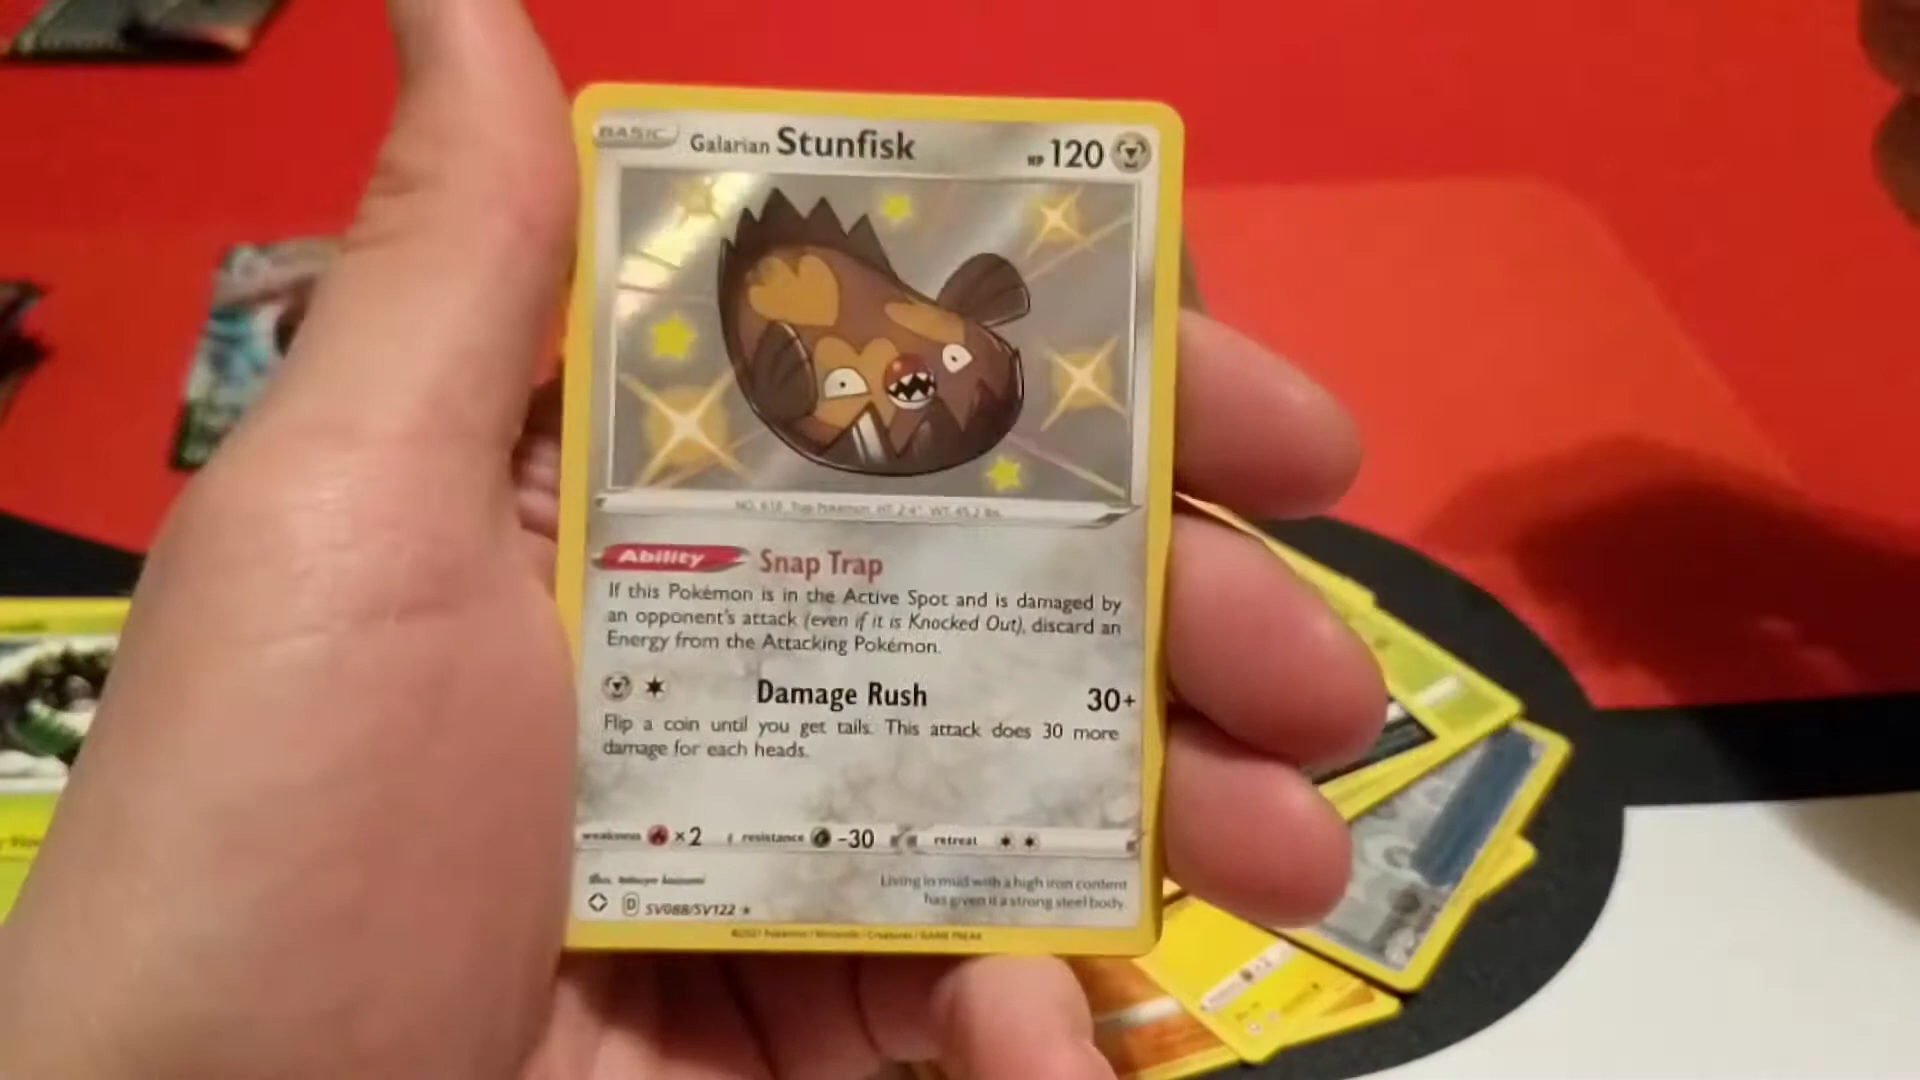 BASIC Galarian Stunfisk HP 120
NO. 618 Trap Pokémon HT: 2'4" WT: 45.2 lbs.
Ability Snap Trap
If this Pokémon is in the Active Spot and is damaged by
an opponent's attack (even if it is Knocked Out), discard an
Energy from the Attacking Pokémon.
Damage Rush 30+
Flip a coin until you get tails. This attack does 30 more
damage for each heads.
weakness ×2 resistance -30 retreat
Illus.
Living in mud with a high iron content
has given it a strong steel body.
D SV088/SV122
©2021 Pokémon / Nintendo / Creatures / GAME FREAK